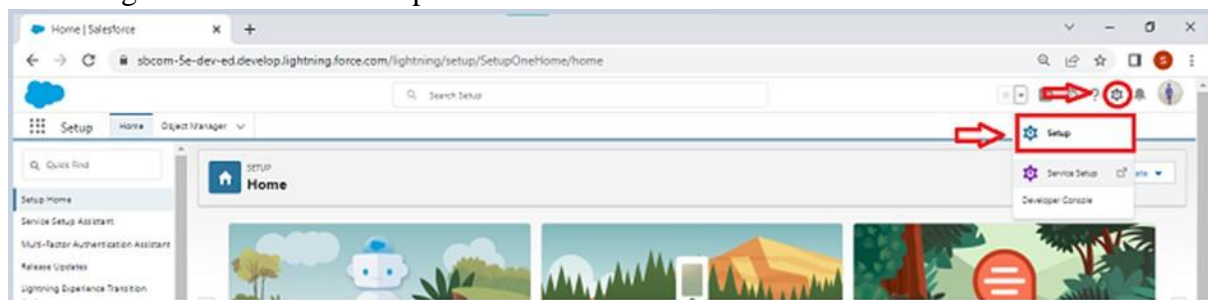 Home | Salesforce
sbcom-5e-dev-ed.develop.lightning.force.com/lightning/setup/SetupOneHome/home
Search Setup
Setup Home Object Manager
Setup
Quick Find
SETUP
Home
Service Setup
Developer Console
Setup Home
Service Setup Assistant
Multi-Factor Authentication Assistant
Release Updates
Lightning Experience Transition